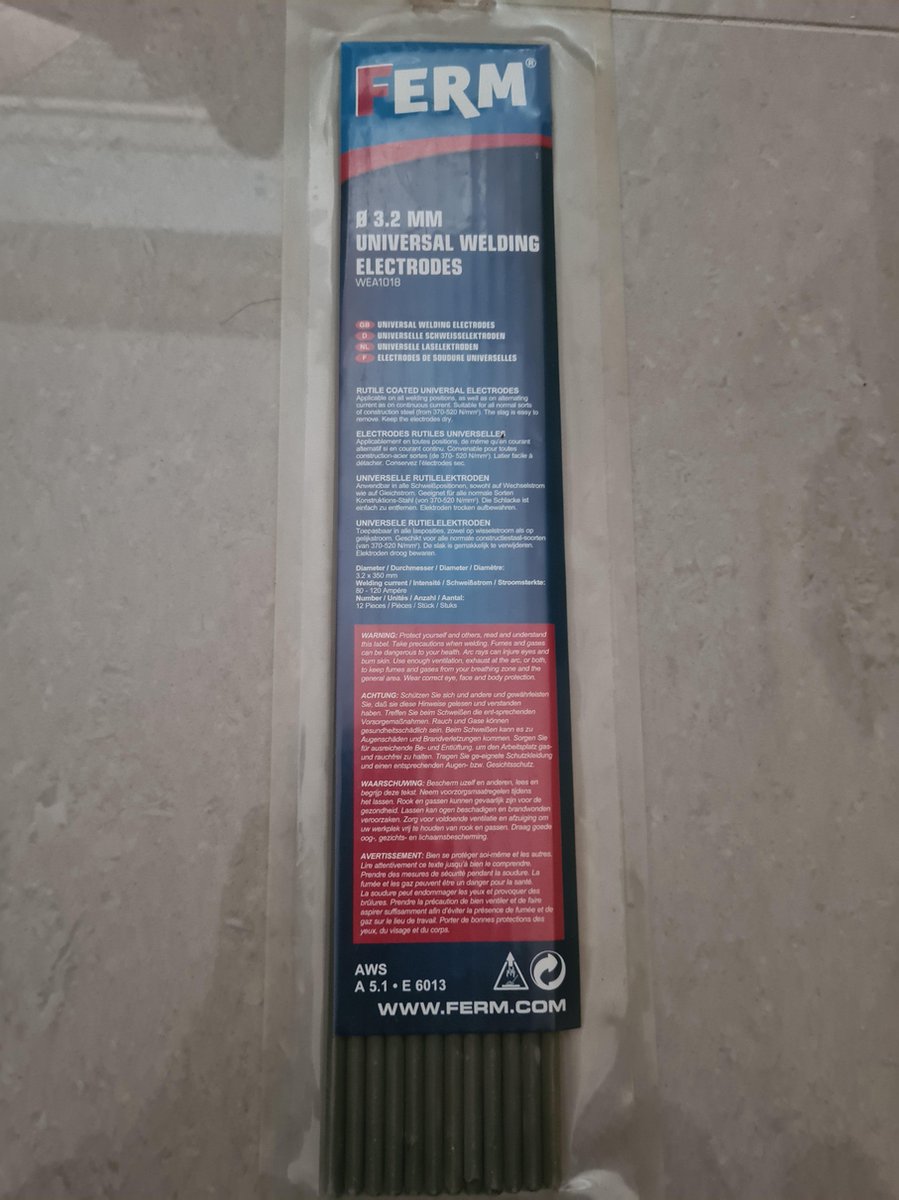 FERM®
Ø 3.2 MM
UNIVERSAL WELDING
ELECTRODES
WEA1018
GB UNIVERSAL WELDING ELECTRODES
D UNIVERSELLE SCHWEISSELEKTRODEN
NL UNIVERSELE LASELEKTRODEN
F ELECTRODES DE SOUDURE UNIVERSELLES
RUTILE COATED UNIVERSAL ELECTRODES
Applicable on all welding positions, as well as on alternating
current as on continuous current. Suitable for all normal sorts
of construction steel (from 370-520 N/mm²). The slag is easy to
remove. Keep the electrodes dry.
ELECTRODES RUTILES UNIVERSELLES
Applicablement en toutes positions, de même qu'en courant
alternatif si en courant continu. Convenable pour toutes
construction-acier sortes (de 370- 520 N/mm²). Latier facile à
détacher. Conservez l'électrodes sec.
UNIVERSELLE RUTILELEKTRODEN
Anwendbar in alle Schweißpositionen, sowohl auf Wechselstrom
wie auf Gleichstrom. Geeignet für alle normale Sorten
Konstruktions-Stahl (von 370-520 N/mm²). Die Schlacke ist
einfach zu entfernen. Elektroden trocken aufbewahren.
UNIVERSELE RUTIELELEKTRODEN
Toepasbaar in alle lasposities, zowel op wisselstroom als op
gelijkstroom. Geschikt voor alle normale constructiestaal-soorten
(van 370-520 N/mm²). De slak is gemakkelijk te verwijderen.
Elektroden droog bewaren.
Diameter / Durchmesser / Diameter / Diamètre:
3.2 x 350 mm
Welding current / Intensité / Schweißstrom / Stroomsterkte:
80 - 120 Ampére
Number / Unités / Anzahl / Aantal:
12 Pieces / Pièces / Stück / Stuks
WARNING: Protect yourself and others, read and understand
this label. Take precautions when welding. Fumes and gases
can be dangerous to your health. Arc rays can injure eyes and
burn skin. Use enough ventilation, exhaust at the arc, or both,
to keep fumes and gases from your breathing zone and the
general area. Wear correct eye, face and body protection.
ACHTUNG: Schützen Sie sich und andere und gewährleisten
Sie, daß sie diese Hinweise gelesen und verstanden
haben. Treffen Sie beim Schweißen die ent-sprechenden
Vorsorgemaßnahmen. Rauch und Gase können
gesundheitsschädlich sein. Beim Schweißen kann es zu
Augenschäden und Brandverletzungen kommen. Sorgen Sie
für ausreichende Be- und Entlüftung, um den Arbeitsplatz gas-
und rauchfrei zu halten. Tragen Sie ge-eignete Schutzkleidung
und einen entsprechenden Augen- bzw. Gesichtsschutz.
WAARSCHUWING: Bescherm uzelf en anderen, lees en
begrijp deze tekst. Neem voorzorgsmaatregelen tijdens
het lassen. Rook en gassen kunnen gevaarlijk zijn voor de
gezondheid. Lassen kan ogen beschadigen en brandwonden
veroorzaken. Zorg voor voldoende ventilatie en afzuiging om
uw werkplek vrij te houden van rook en gassen. Draag goede
oog-, gezichts- en lichaamsbescherming.
AVERTISSEMENT: Bien se protéger soi-même et les autres.
Lire attentivement ce texte jusqu'à bien le comprendre.
Prendre des mesures de sécurité pendant la soudure. La
fumée et les gaz peuvent être un danger pour la santé.
La soudure peut endommager les yeux et provoquer des
brûlures. Prendre la précaution de bien ventiler et de faire
aspirer suffisamment afin d'éviter la présence de fumée et de
gaz sur le lieu de travail. Porter de bonnes protections des
yeux, du visage et du corps.
AWS
A 5.1 • E 6013
WWW.FERM.COM